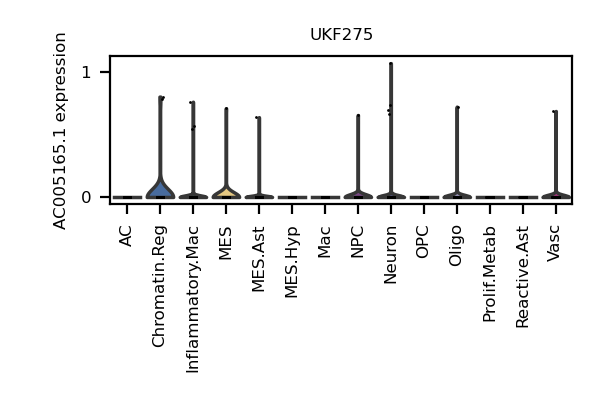 UKF275
AC005165.1 expression
1
0
AC
Chromatin.Reg
Inflammatory.Mac
MES
MES.Ast
MES.Hyp
Mac
NPC
Neuron
OPC
Oligo
Prolif.Metab
Reactive.Ast
Vasc